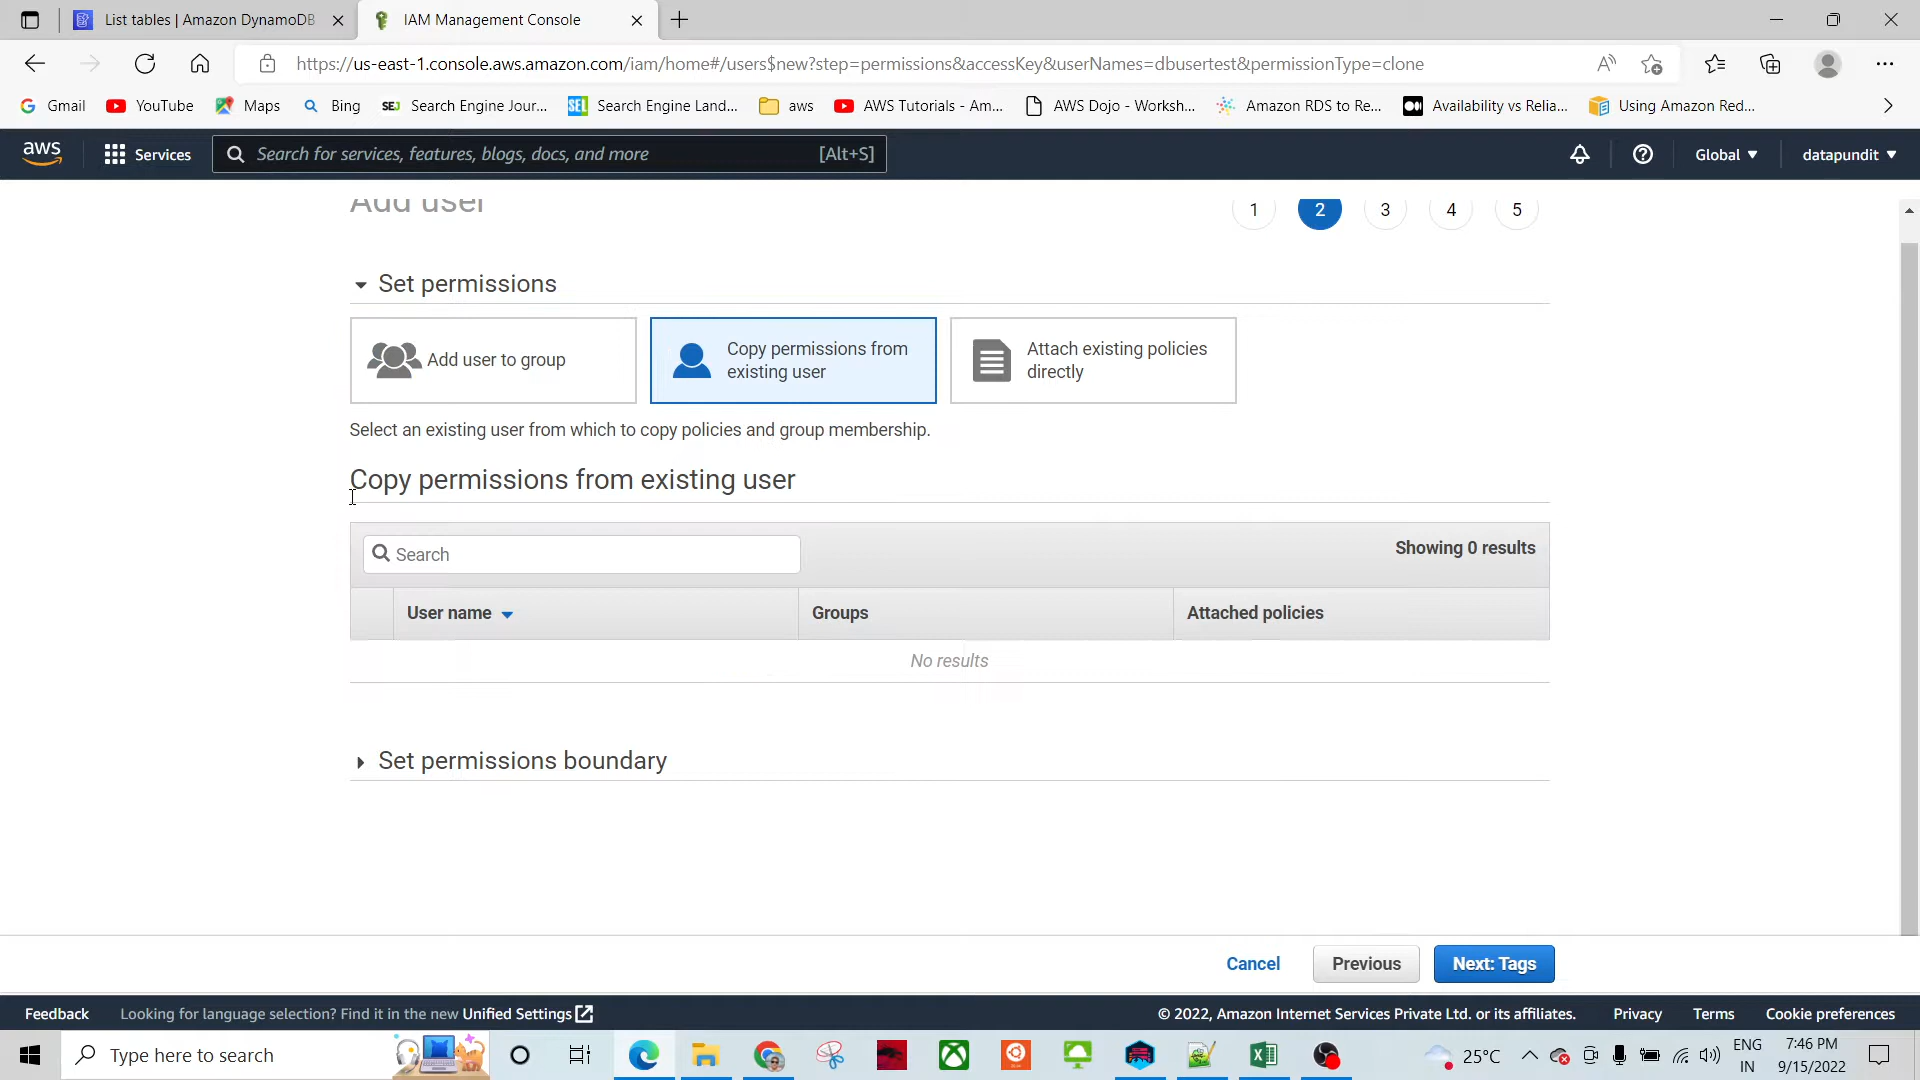 List tables | Amazon DynamoDB
IAM Management Console
https://us-east-1.console.aws.amazon.com/iam/home#/users$new?step=permissions&accessKey&userNames=dbusertest&permissionType=clone
Gmail YouTube Maps Bing SEJ Search Engine Jour... SEL Search Engine Land... aws AWS Tutorials - Am... AWS Dojo - Worksh... Amazon RDS to Re... Availability vs Relia... Using Amazon Red...
aws Services Search for services, features, blogs, docs, and more [Alt+S] Global datapundit
Add user 1 2 3 4 5
Set permissions
Add user to group
Copy permissions from
existing user
Attach existing policies
directly
Select an existing user from which to copy policies and group membership.
Copy permissions from existing user
Search Showing 0 results
User name Groups Attached policies
No results
Set permissions boundary
Cancel Previous Next: Tags
Feedback Looking for language selection? Find it in the new Unified Settings © 2022, Amazon Internet Services Private Ltd. or its affiliates. Privacy Terms Cookie preferences
Type here to search 25°C ENG IN 7:46 PM 9/15/2022